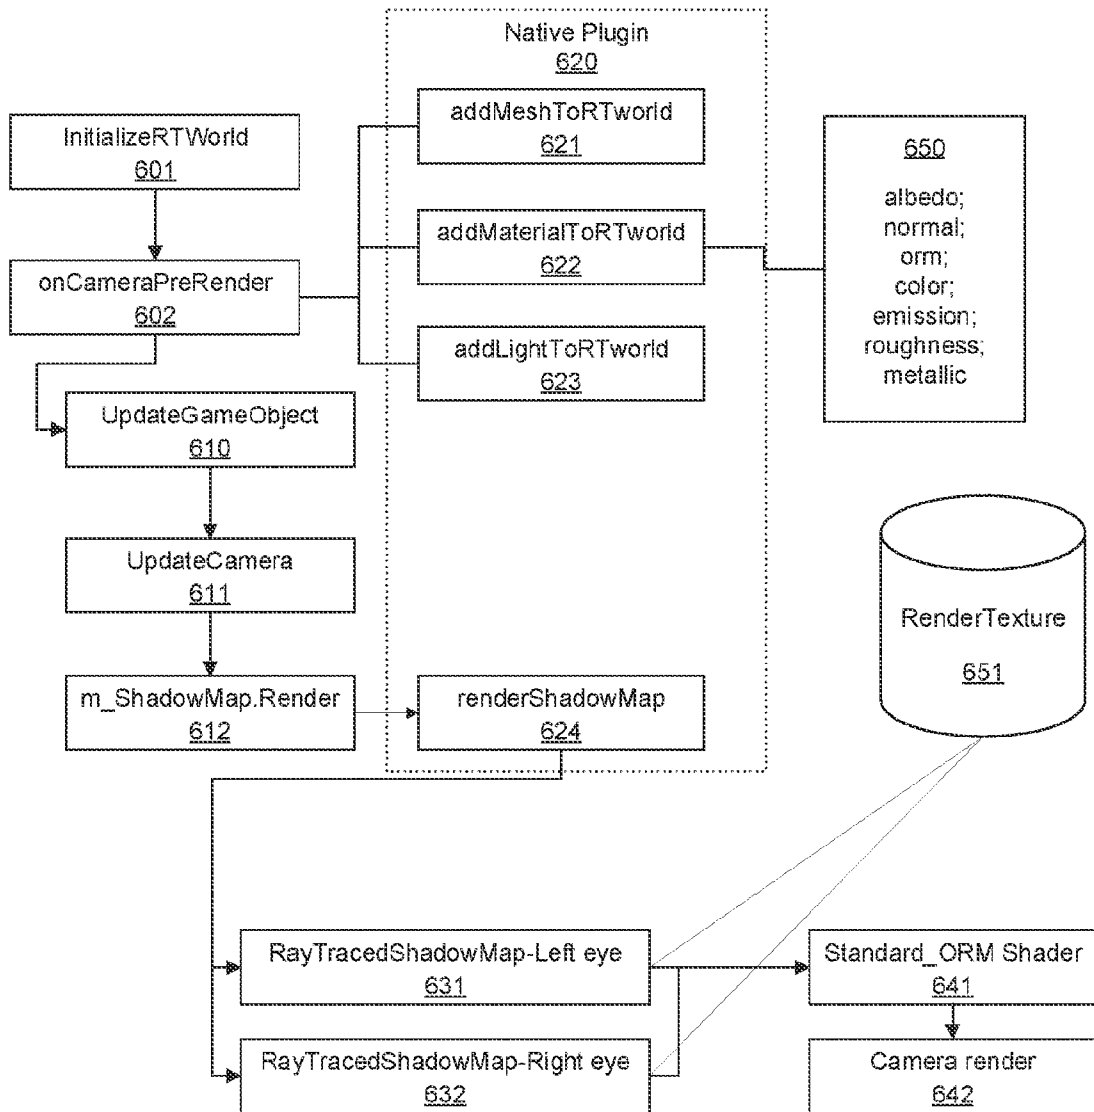 Native Plugin
620
InitializeRTWorld
601
onCameraPreRender
602
addMeshToRTworld
621
addMaterialToRTworld
622
addLightToRTworld
623
650
albedo;
normal;
orm;
color;
emission;
roughness;
metallic
UpdateGameObject
610
UpdateCamera
611
m_ShadowMap.Render
612
renderShadowMap
624
RenderTexture
651
RayTracedShadowMap-Left eye
631
RayTracedShadowMap-Right eye
632
Standard_ORM Shader
641
Camera render
642